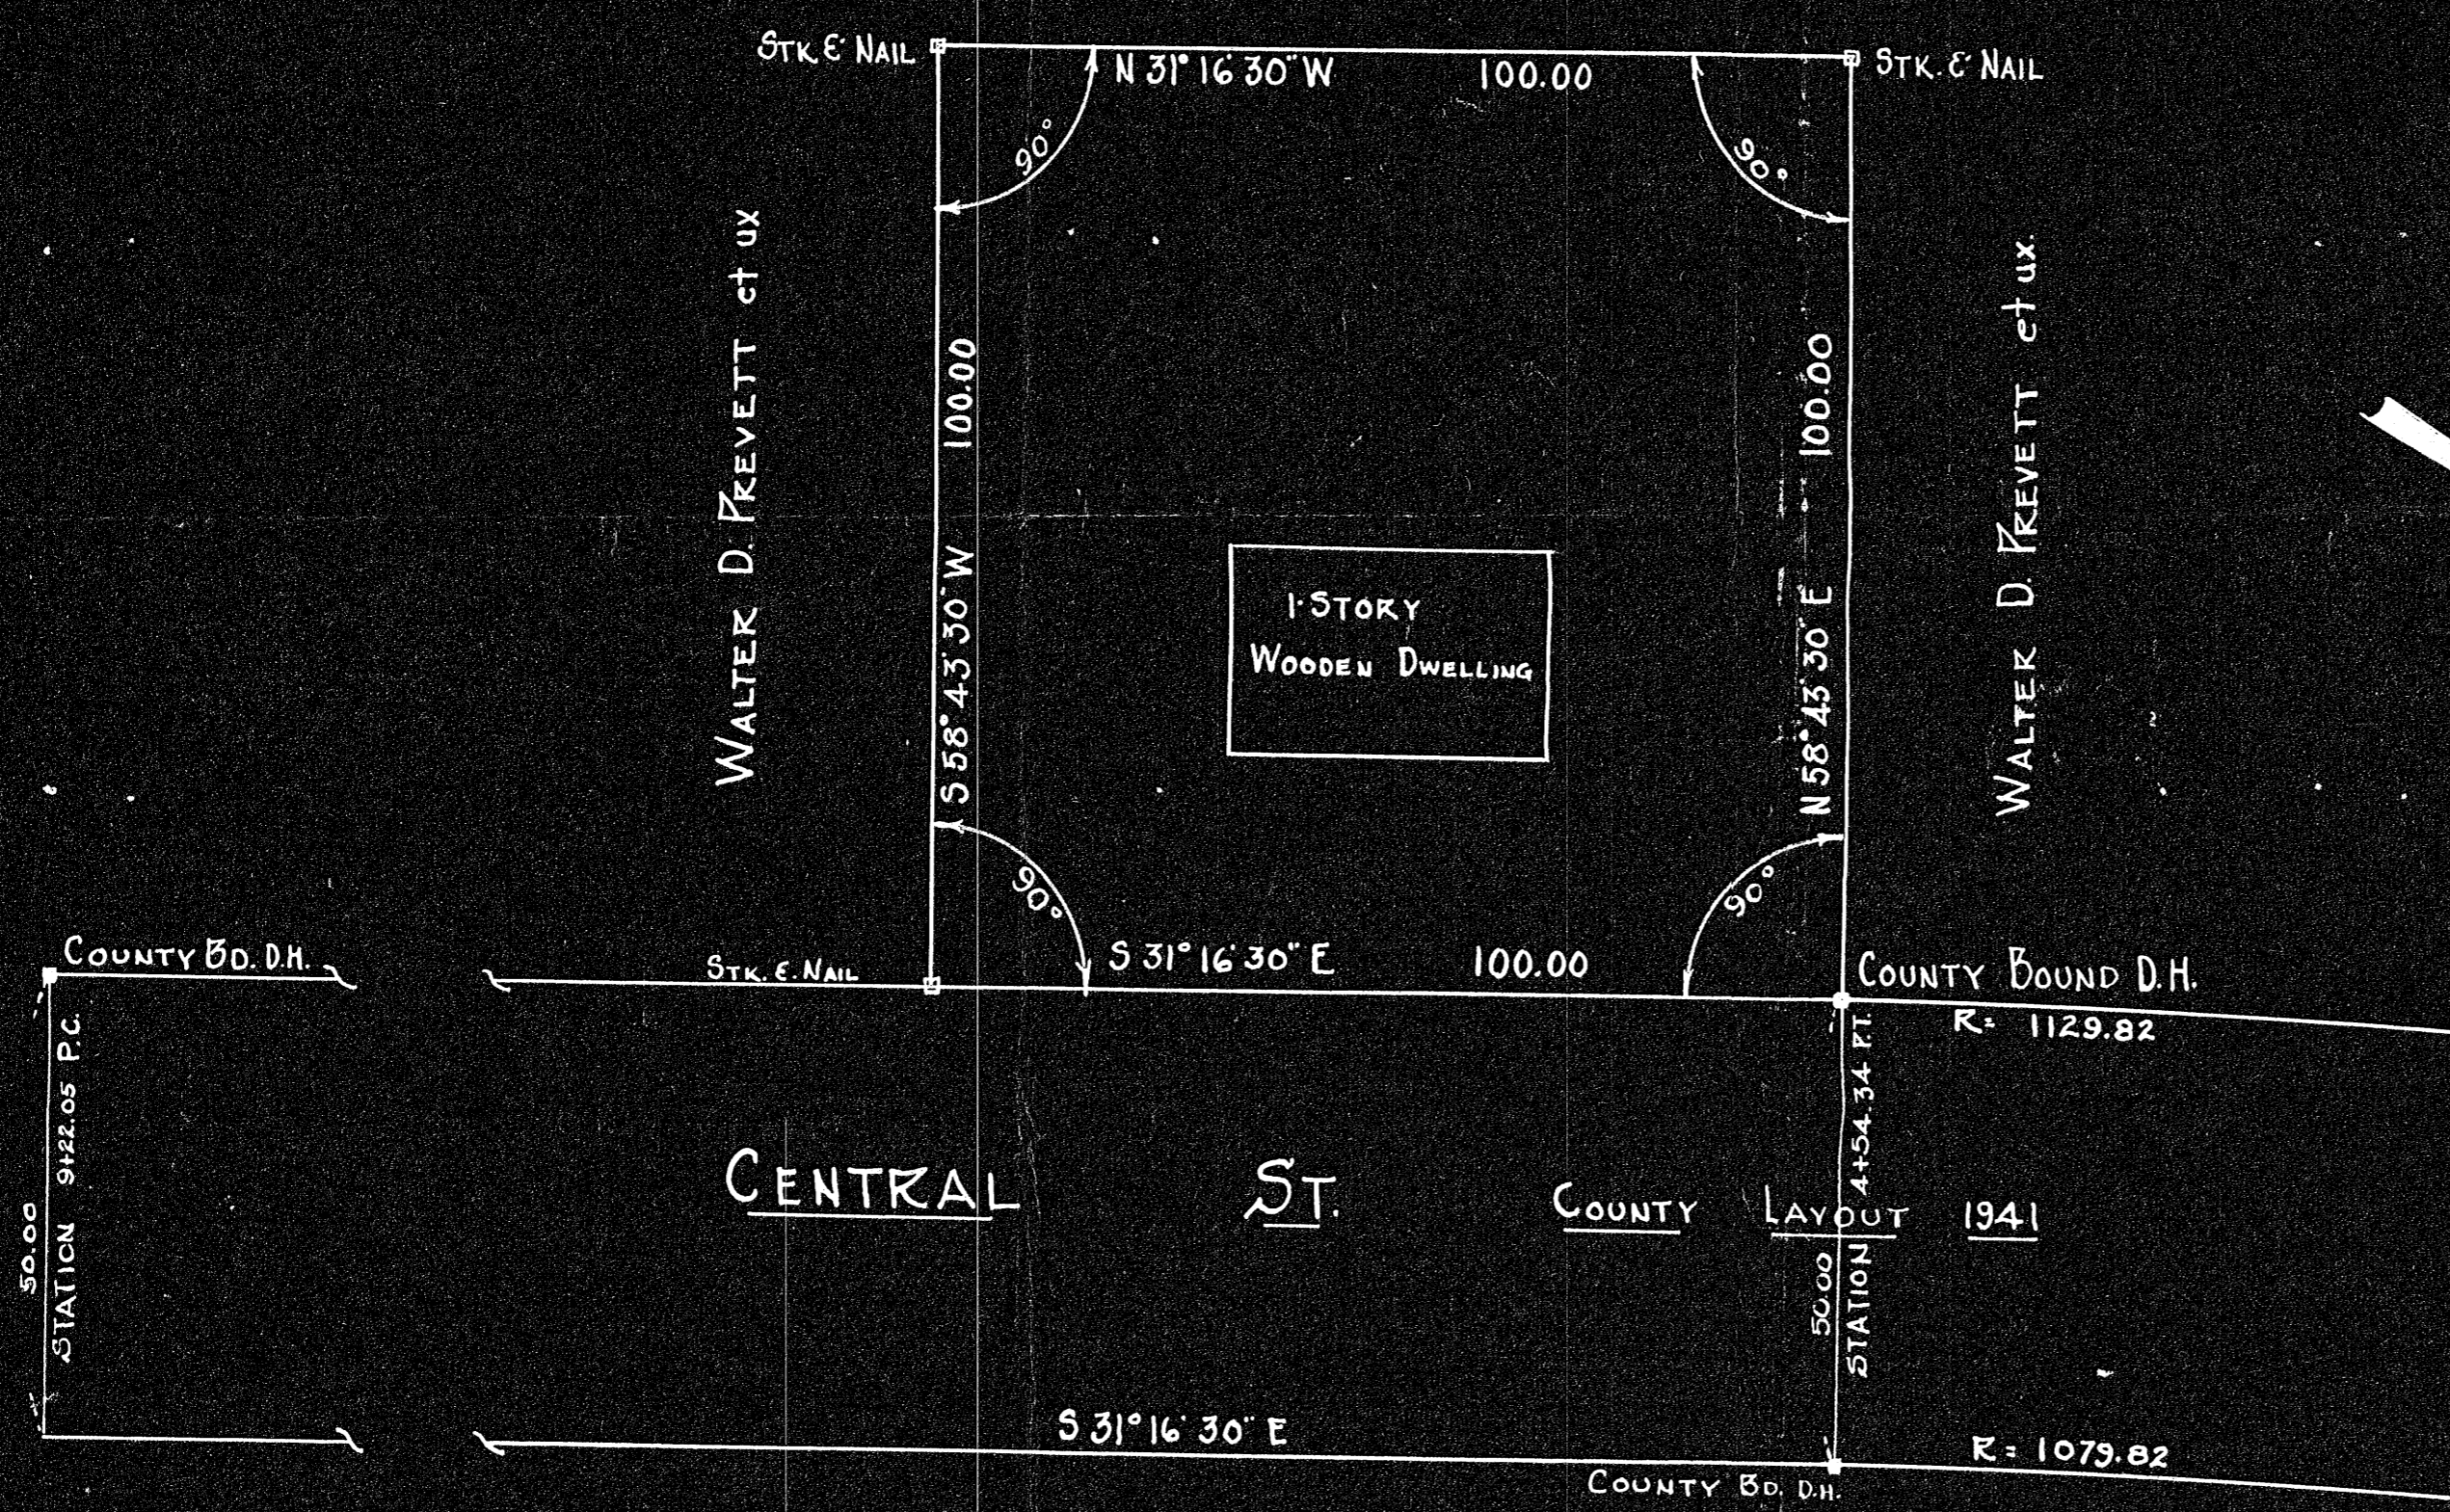 STK & NAIL
STK. & NAIL
N 31° 16' 30" W 100.00
90°
90°
WALTER D. PREVETT et ux
S 58° 43' 30" W 100.00
N 58° 43' 30" E 100.00
WALTER D. PREVETT et ux.
1·STORY
WOODEN DWELLING
90°
90°
COUNTY BD. D.H.
STK. & NAIL
S 31° 16' 30" E 100.00
COUNTY BOUND D.H.
R= 1129.82
50.00
STATION 9+22.05 P.C.
CENTRAL ST. COUNTY LAYOUT 1941
50.00
STATION 4+54.34 P.T.
S 31° 16' 30" E
R= 1079.82
COUNTY BD. D.H.